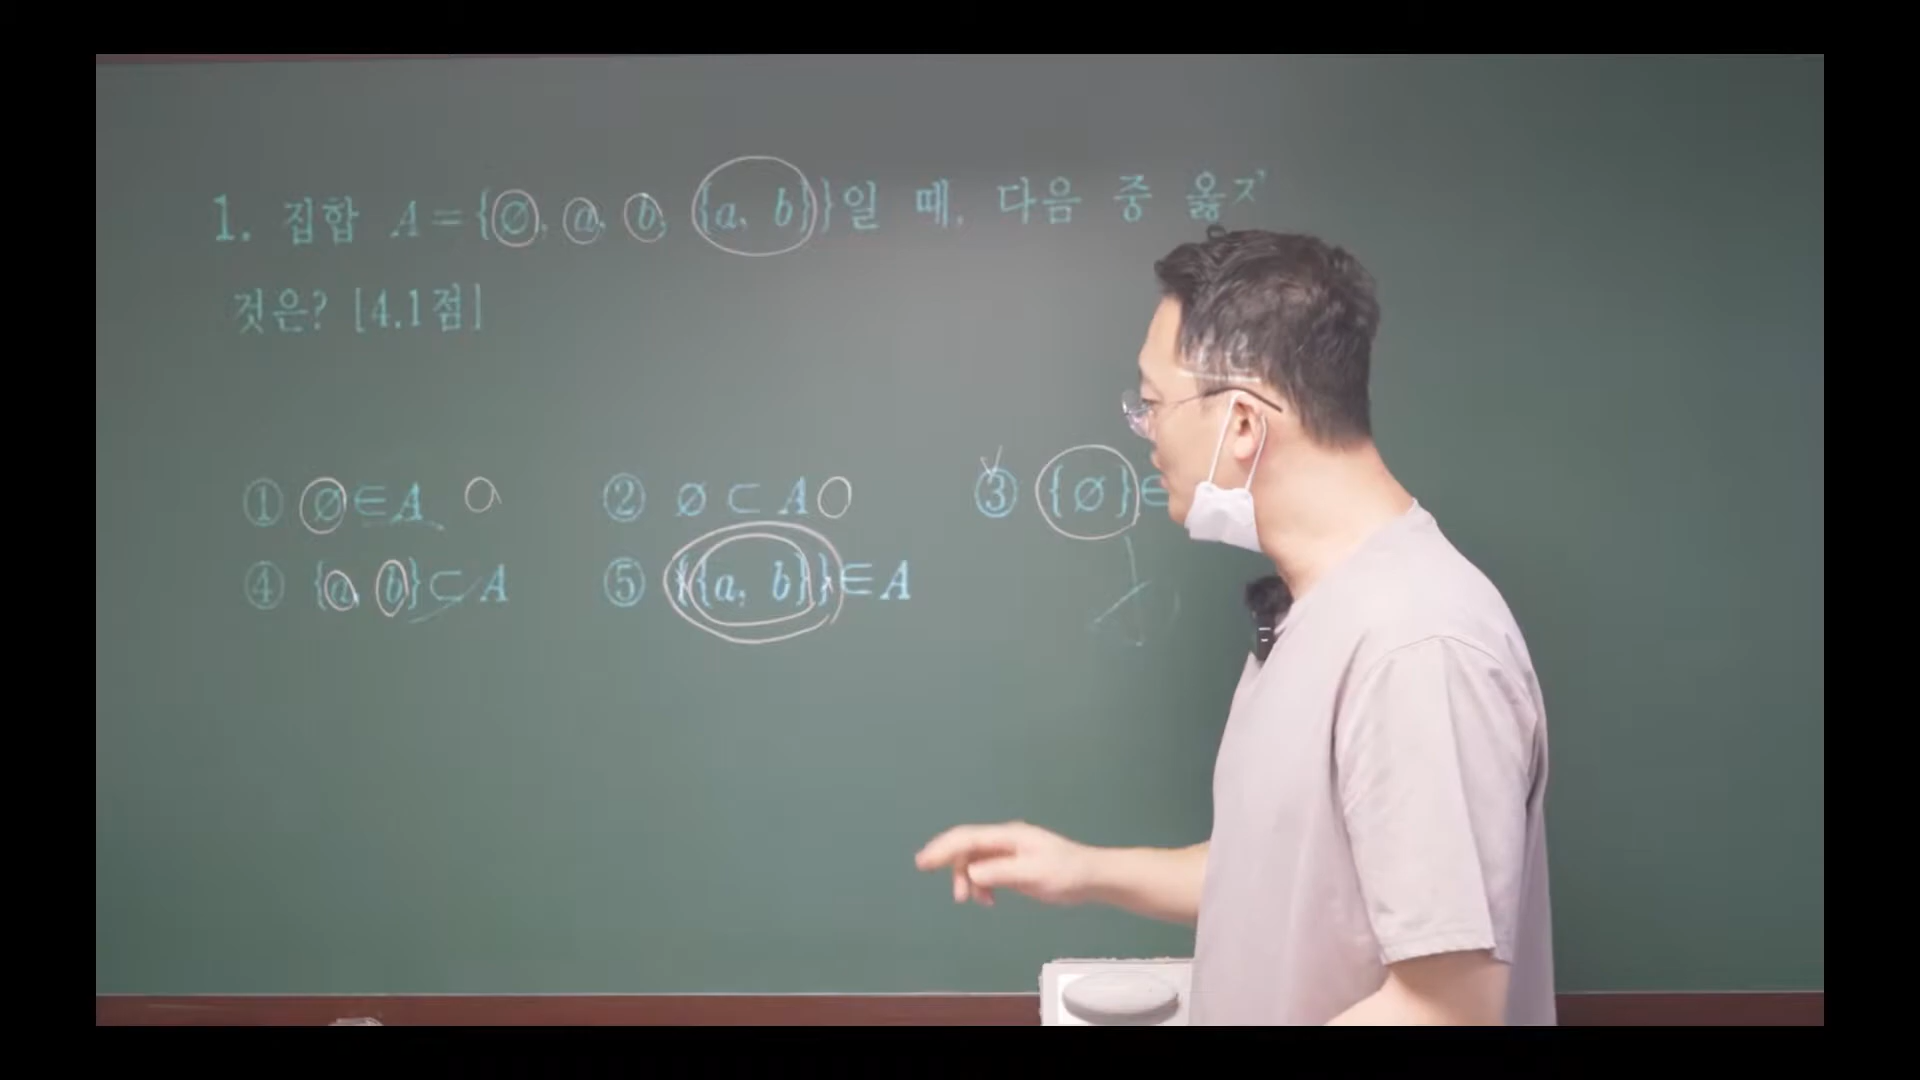 1. 집합 A={∅, a, b, {a, b}}일 때, 다음 중 옳지
것은? [4.1점]
① ∅∈A ② ∅⊂A ③ {∅}∈
④ {a, b}⊂A ⑤ {{a, b}}∈A